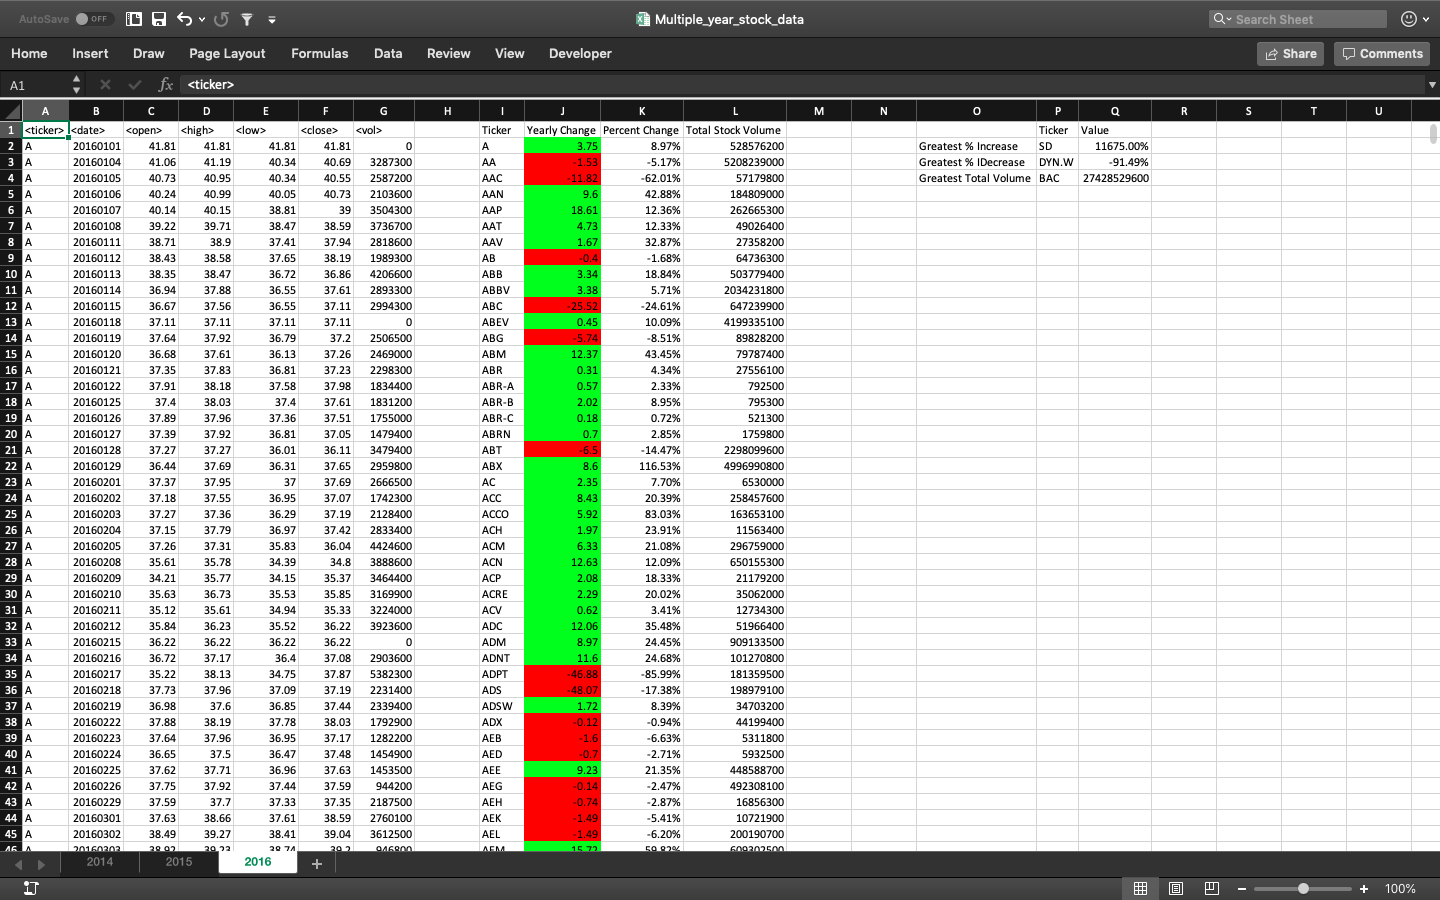 AutoSave OFF Multiple_year_stock_data Search Sheet
Home Insert Draw Page Layout Formulas Data Review View Developer Share Comments
A1 fx <ticker>
A B C D E F G H I J K L M N O P Q R S T U
1 <ticker> <date> <open> <high> <low> <close> <vol> Ticker Yearly Change Percent Change Total Stock Volume Ticker Value
2 A 20160101 41.81 41.81 41.81 41.81 0 A 3.75 8.97% 528576200 Greatest % Increase SD 11675.00%
3 A 20160104 41.06 41.19 40.34 40.69 3287300 AA -1.53 -5.17% 5208239000 Greatest % IDecrease DYN.W -91.49%
4 A 20160105 40.73 40.95 40.34 40.55 2587200 AAC -11.82 -62.01% 57179800 Greatest Total Volume BAC 27428529600
5 A 20160106 40.24 40.99 40.05 40.73 2103600 AAN 9.6 42.88% 184809000
6 A 20160107 40.14 40.15 38.81 39 3504300 AAP 18.61 12.36% 262665300
7 A 20160108 39.22 39.71 38.47 38.59 3736700 AAT 4.73 12.33% 49026400
8 A 20160111 38.71 38.9 37.41 37.94 2818600 AAV 1.67 32.87% 27358200
9 A 20160112 38.43 38.58 37.65 38.19 1989300 AB -0.4 -1.68% 64736300
10 A 20160113 38.35 38.47 36.72 36.86 4206600 ABB 3.34 18.84% 503779400
11 A 20160114 36.94 37.88 36.55 37.61 2893300 ABBV 3.38 5.71% 2034231800
12 A 20160115 36.67 37.56 36.55 37.11 2994300 ABC -25.52 -24.61% 647239900
13 A 20160118 37.11 37.11 37.11 37.11 0 ABEV 0.45 10.09% 4199335100
14 A 20160119 37.64 37.92 36.79 37.2 2506500 ABG -5.74 -8.51% 89828200
15 A 20160120 36.68 37.61 36.13 37.26 2469000 ABM 12.37 43.45% 79787400
16 A 20160121 37.35 37.83 36.81 37.23 2298300 ABR 0.31 4.34% 27556100
17 A 20160122 37.91 38.18 37.58 37.98 1834400 ABR-A 0.57 2.33% 792500
18 A 20160125 37.4 38.03 37.4 37.61 1831200 ABR-B 2.02 8.95% 795300
19 A 20160126 37.89 37.96 37.36 37.51 1755000 ABR-C 0.18 0.72% 521300
20 A 20160127 37.39 37.92 36.81 37.05 1479400 ABRN 0.7 2.85% 1759800
21 A 20160128 37.27 37.27 36.01 36.11 3479400 ABT -6.5 -14.47% 2298099600
22 A 20160129 36.44 37.69 36.31 37.65 2959800 ABX 8.6 116.53% 4996990800
23 A 20160201 37.37 37.95 37 37.69 2666500 AC 2.35 7.70% 6530000
24 A 20160202 37.18 37.55 36.95 37.07 1742300 ACC 8.43 20.39% 258457600
25 A 20160203 37.27 37.36 36.29 37.19 2128400 ACCO 5.92 83.03% 163653100
26 A 20160204 37.15 37.79 36.97 37.42 2833400 ACH 1.97 23.91% 11563400
27 A 20160205 37.26 37.31 35.83 36.04 4424600 ACM 6.33 21.08% 296759000
28 A 20160208 35.61 35.78 34.39 34.8 3888600 ACN 12.63 12.09% 650155300
29 A 20160209 34.21 35.77 34.15 35.37 3464400 ACP 2.08 18.33% 21179200
30 A 20160210 35.63 36.73 35.53 35.85 3169900 ACRE 2.29 20.02% 35062000
31 A 20160211 35.12 35.61 34.94 35.33 3224000 ACV 0.62 3.41% 12734300
32 A 20160212 35.84 36.23 35.52 36.22 3923600 ADC 12.06 35.48% 51966400
33 A 20160215 36.22 36.22 36.22 36.22 0 ADM 8.97 24.45% 909133500
34 A 20160216 36.72 37.17 36.4 37.08 2903600 ADNT 11.6 24.68% 101270800
35 A 20160217 35.22 38.13 34.75 37.87 5382300 ADPT -46.88 -85.99% 181359500
36 A 20160218 37.73 37.96 37.09 37.19 2231400 ADS -48.07 -17.38% 198979100
37 A 20160219 36.98 37.6 36.85 37.44 2339400 ADSW 1.72 8.39% 34703200
38 A 20160222 37.88 38.19 37.78 38.03 1792900 ADX -0.12 -0.94% 44199400
39 A 20160223 37.64 37.96 36.95 37.17 1282200 AEB -1.6 -6.63% 5311800
40 A 20160224 36.65 37.5 36.47 37.48 1454900 AED -0.7 -2.71% 5932500
41 A 20160225 37.62 37.71 36.96 37.63 1453500 AEE 9.23 21.35% 448588700
42 A 20160226 37.75 37.92 37.44 37.59 944200 AEG -0.14 -2.47% 492308100
43 A 20160229 37.59 37.7 37.33 37.35 2187500 AEH -0.74 -2.87% 16856300
44 A 20160301 37.63 38.66 37.61 38.59 2760100 AEK -1.49 -5.41% 10721900
45 A 20160302 38.49 39.27 38.41 39.04 3612500 AEL -1.49 -6.20% 200190700
46 A 20160303 38.92 39.23 38.74 39.2 946800 AEM 15.72 59.82% 609302500
2014 2015 2016
100%